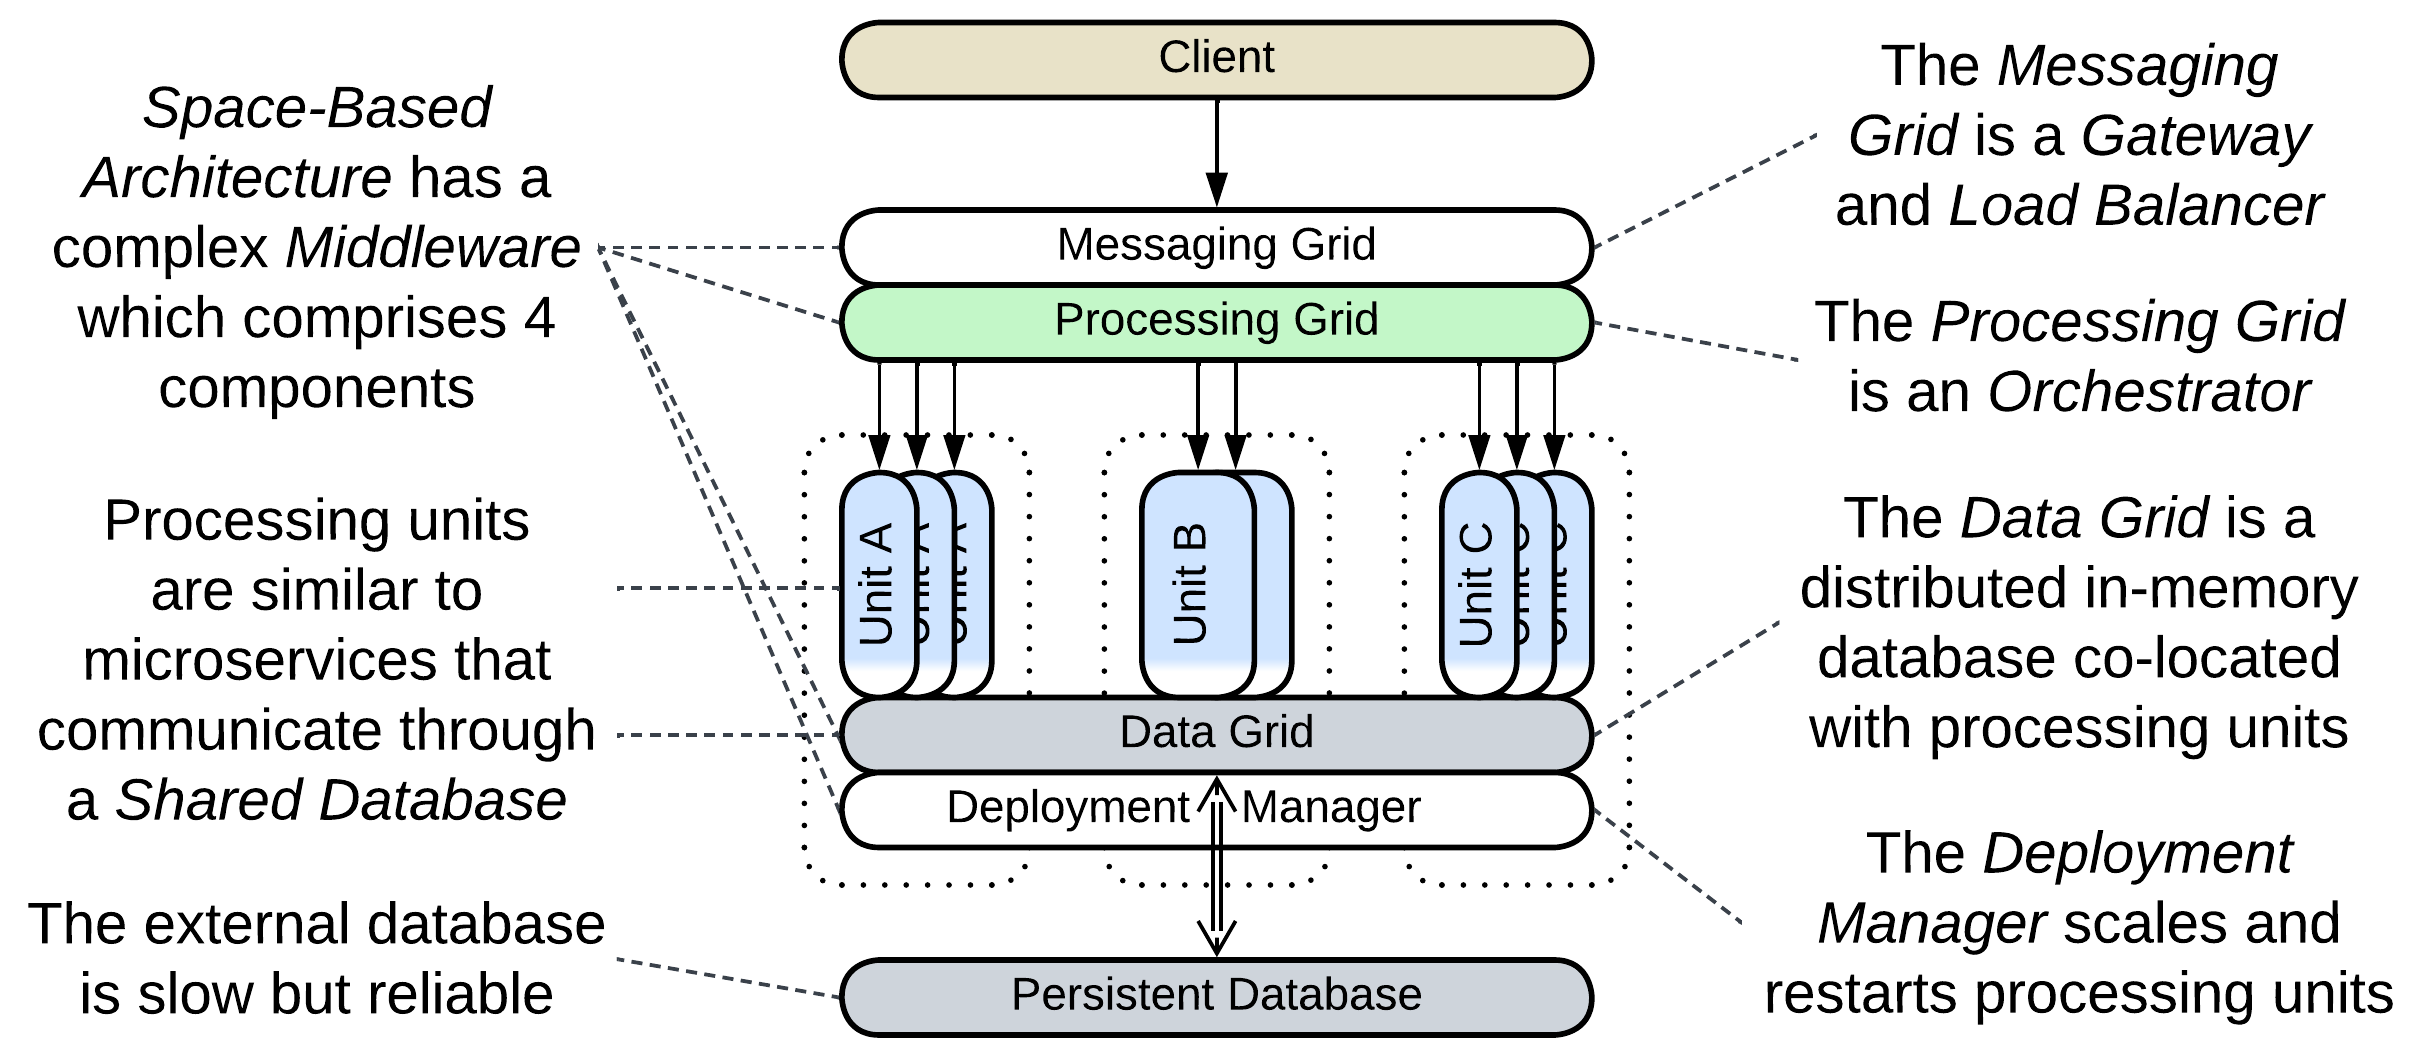 Space-Based
Architecture has a
complex Middleware
which comprises 4
components
Processing units
are similar to
microservices that
communicate through
a Shared Database
The external database
is slow but reliable
Client
Messaging Grid
Processing Grid
Unit A
Unit A
Unit A
Unit B
Unit C
Unit C
Unit C
Data Grid
Deployment Manager
Persistent Database
The Messaging
Grid is a Gateway
and Load Balancer
The Processing Grid
is an Orchestrator
The Data Grid is a
distributed in-memory
database co-located
with processing units
The Deployment
Manager scales and
restarts processing units